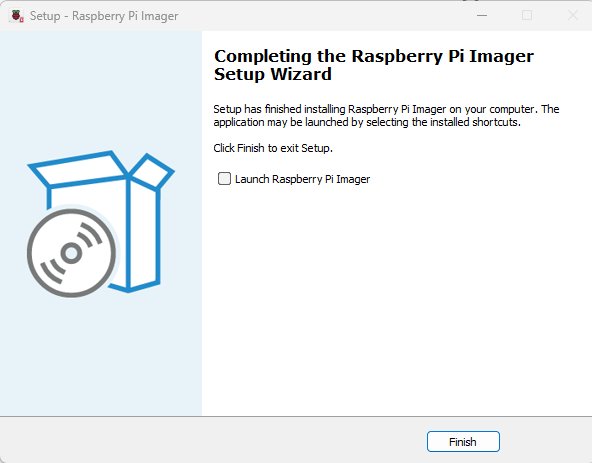 Setup - Raspberry Pi Imager
Completing the Raspberry Pi Imager
Setup Wizard
Setup has finished installing Raspberry Pi Imager on your computer. The
application may be launched by selecting the installed shortcuts.
Click Finish to exit Setup.
Launch Raspberry Pi Imager
Finish